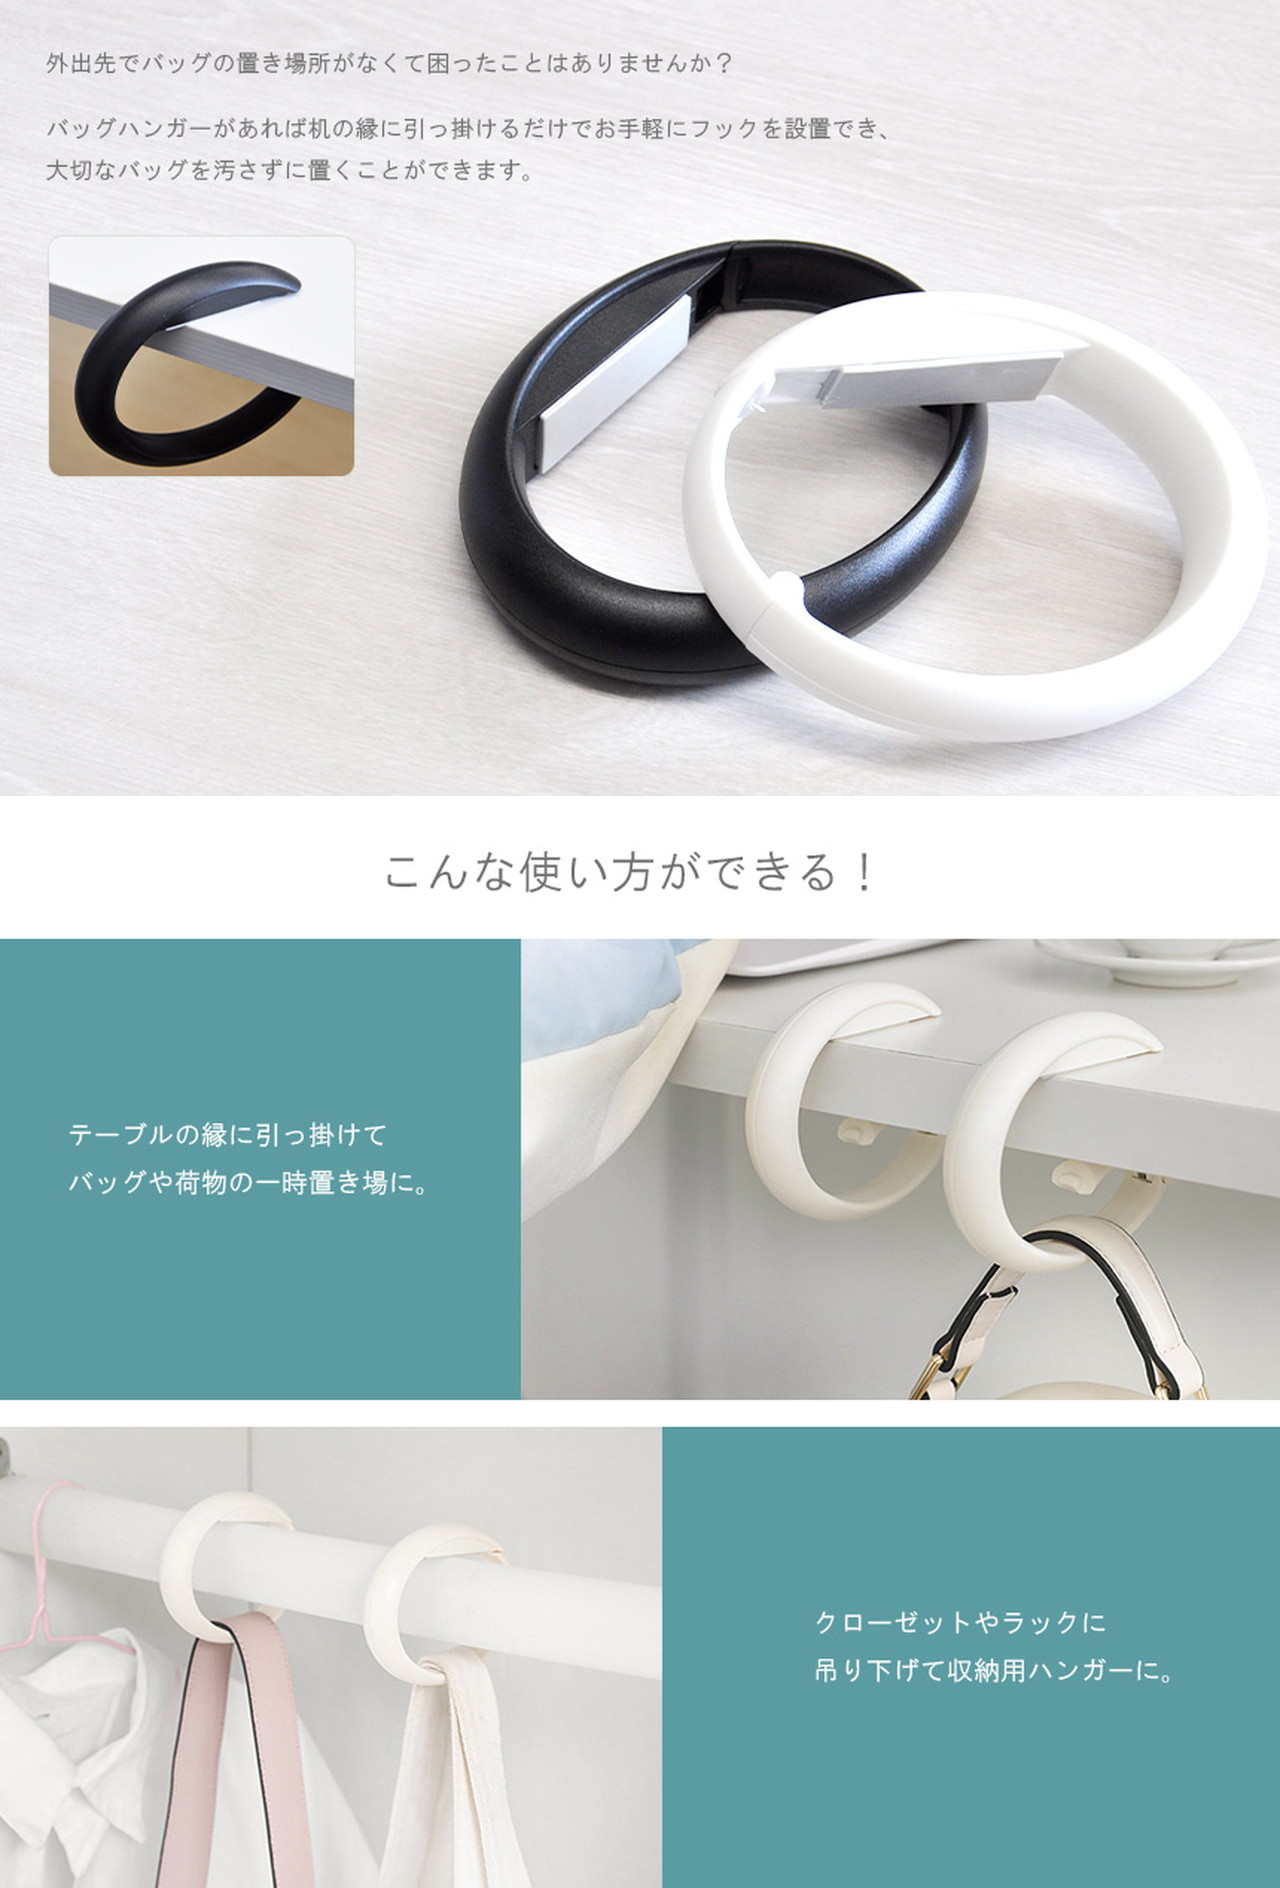 外出先でバッグの置き場所がなくて困ったことはありませんか？
バッグハンガーがあれば机の縁に引っ掛けるだけでお手軽にフックを設置でき、
大切なバッグを汚さずに置くことができます。
こんな使い方ができる！
テーブルの縁に引っ掛けて
バッグや荷物の一時置き場に。
クローゼットやラックに
吊り下げて収納用ハンガーに。